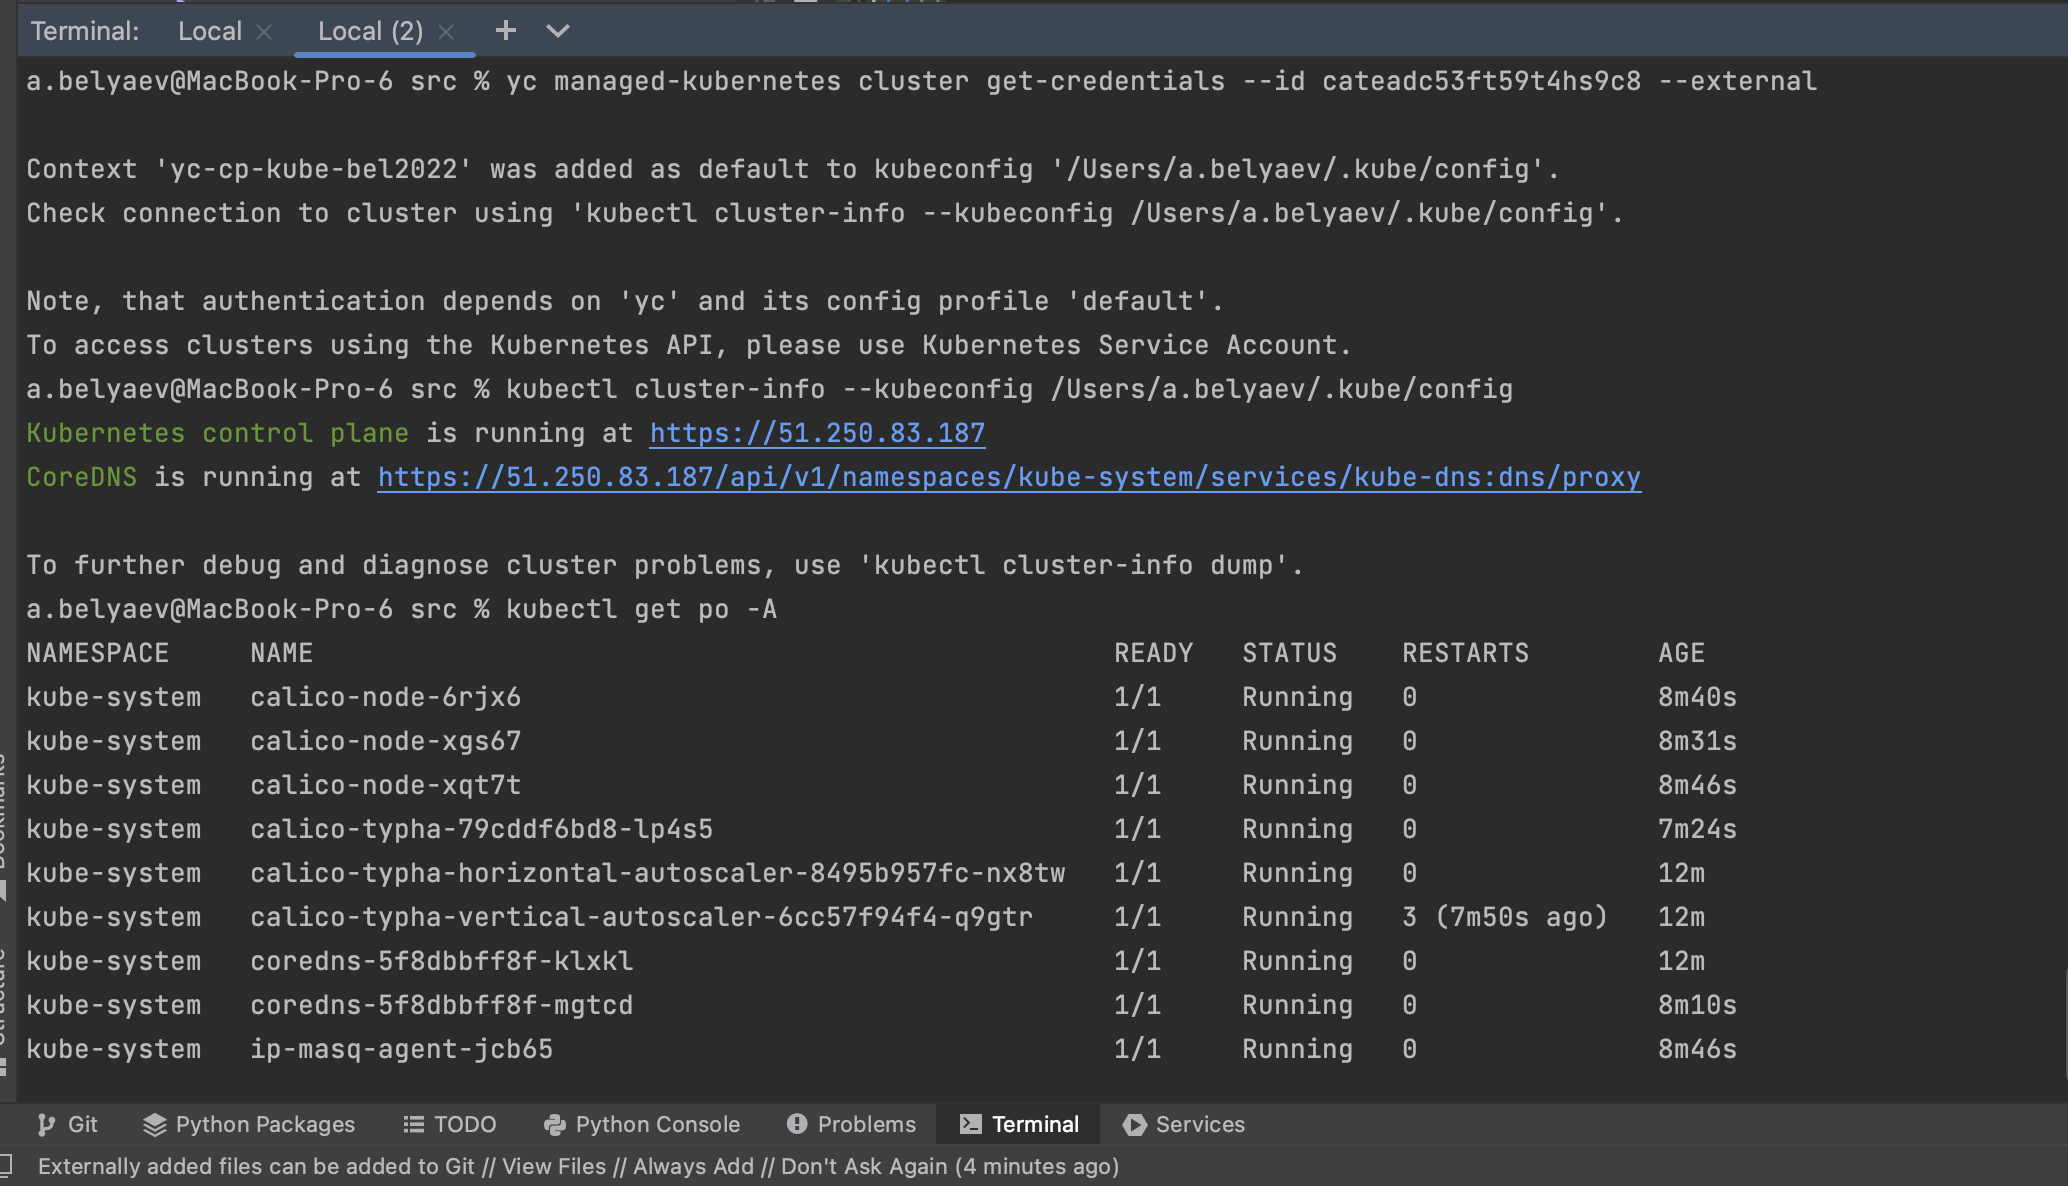 Terminal: Local Local (2)
a.belyaev@MacBook-Pro-6 src % yc managed-kubernetes cluster get-credentials --id cateadc53ft59t4hs9c8 --external
Context 'yc-cp-kube-bel2022' was added as default to kubeconfig '/Users/a.belyaev/.kube/config'.
Check connection to cluster using 'kubectl cluster-info --kubeconfig /Users/a.belyaev/.kube/config'.
Note, that authentication depends on 'yc' and its config profile 'default'.
To access clusters using the Kubernetes API, please use Kubernetes Service Account.
a.belyaev@MacBook-Pro-6 src % kubectl cluster-info --kubeconfig /Users/a.belyaev/.kube/config
Kubernetes control plane is running at https://51.250.83.187
CoreDNS is running at https://51.250.83.187/api/v1/namespaces/kube-system/services/kube-dns:dns/proxy
To further debug and diagnose cluster problems, use 'kubectl cluster-info dump'.
a.belyaev@MacBook-Pro-6 src % kubectl get po -A
NAMESPACE NAME READY STATUS RESTARTS AGE
kube-system calico-node-6rjx6 1/1 Running 0 8m40s
kube-system calico-node-xgs67 1/1 Running 0 8m31s
kube-system calico-node-xqt7t 1/1 Running 0 8m46s
kube-system calico-typha-79cddf6bd8-lp4s5 1/1 Running 0 7m24s
kube-system calico-typha-horizontal-autoscaler-8495b957fc-nx8tw 1/1 Running 0 12m
kube-system calico-typha-vertical-autoscaler-6cc57f94f4-q9gtr 1/1 Running 3 (7m50s ago) 12m
kube-system coredns-5f8dbbff8f-klxkl 1/1 Running 0 12m
kube-system coredns-5f8dbbff8f-mgtcd 1/1 Running 0 8m10s
kube-system ip-masq-agent-jcb65 1/1 Running 0 8m46s
Git Python Packages TODO Python Console Problems Terminal Services
Externally added files can be added to Git // View Files // Always Add // Don't Ask Again (4 minutes ago)